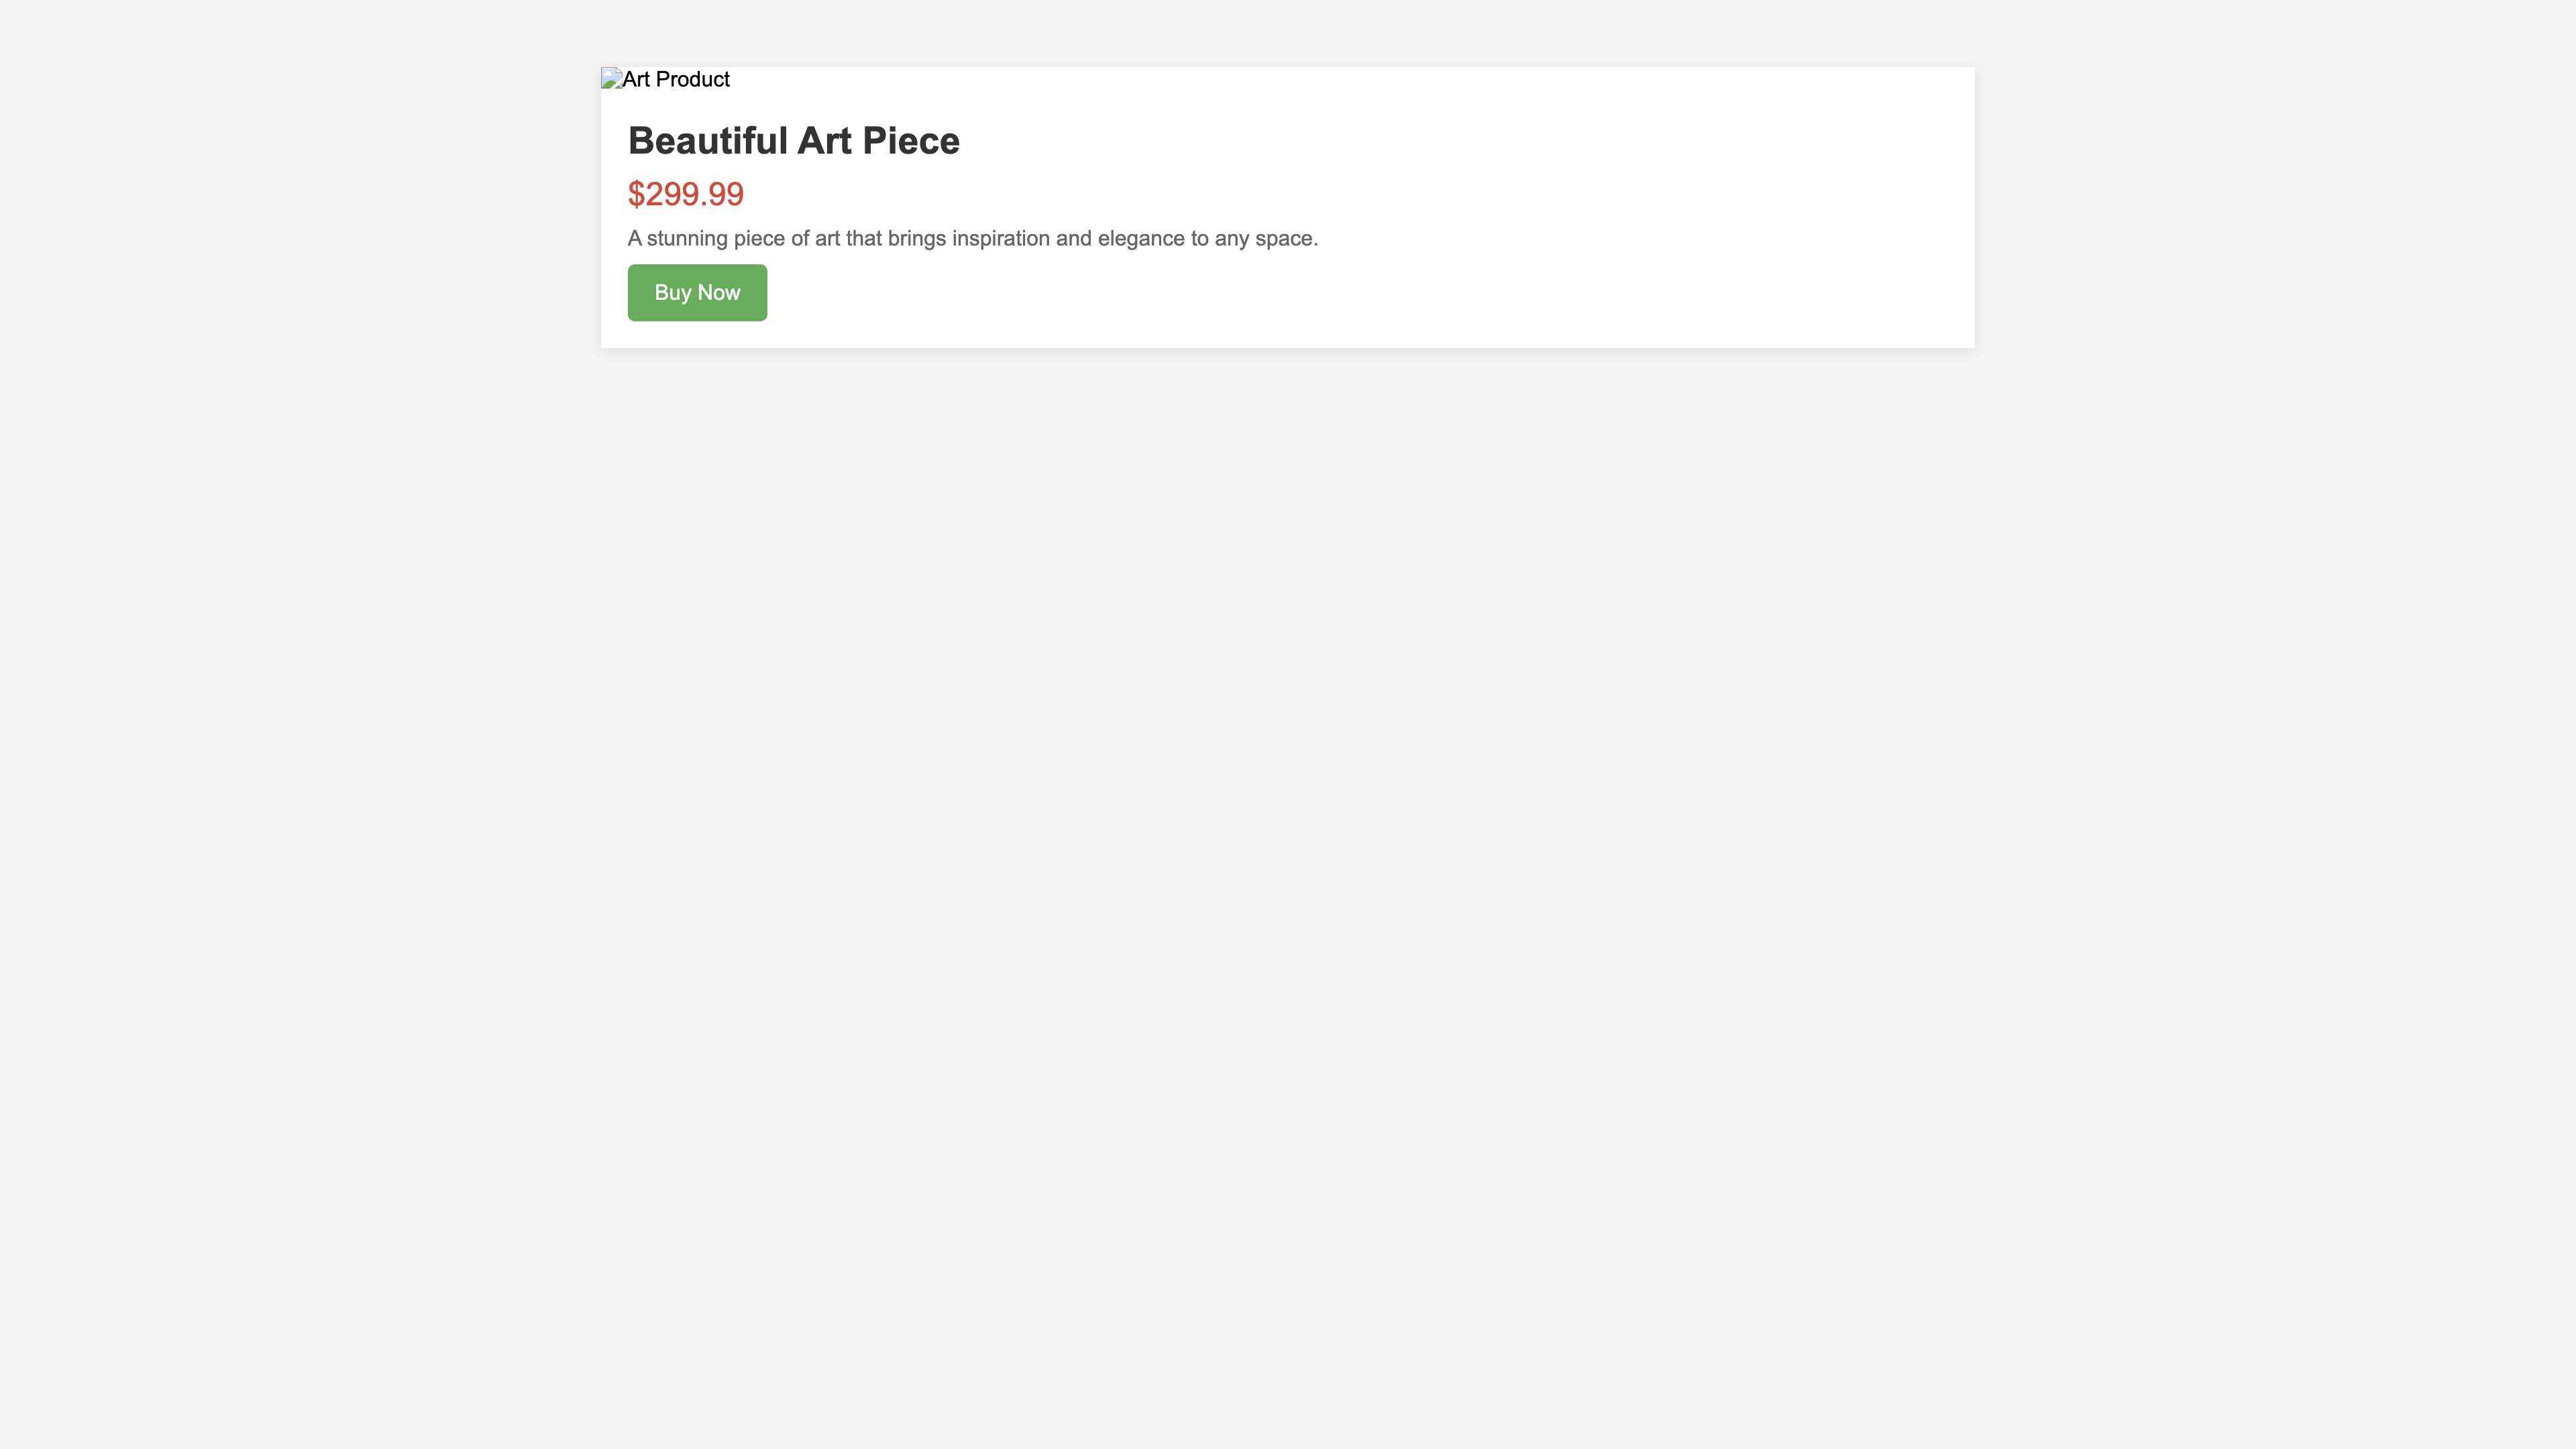 Art Product
Beautiful Art Piece
$299.99
A stunning piece of art that brings inspiration and elegance to any space.
Buy Now